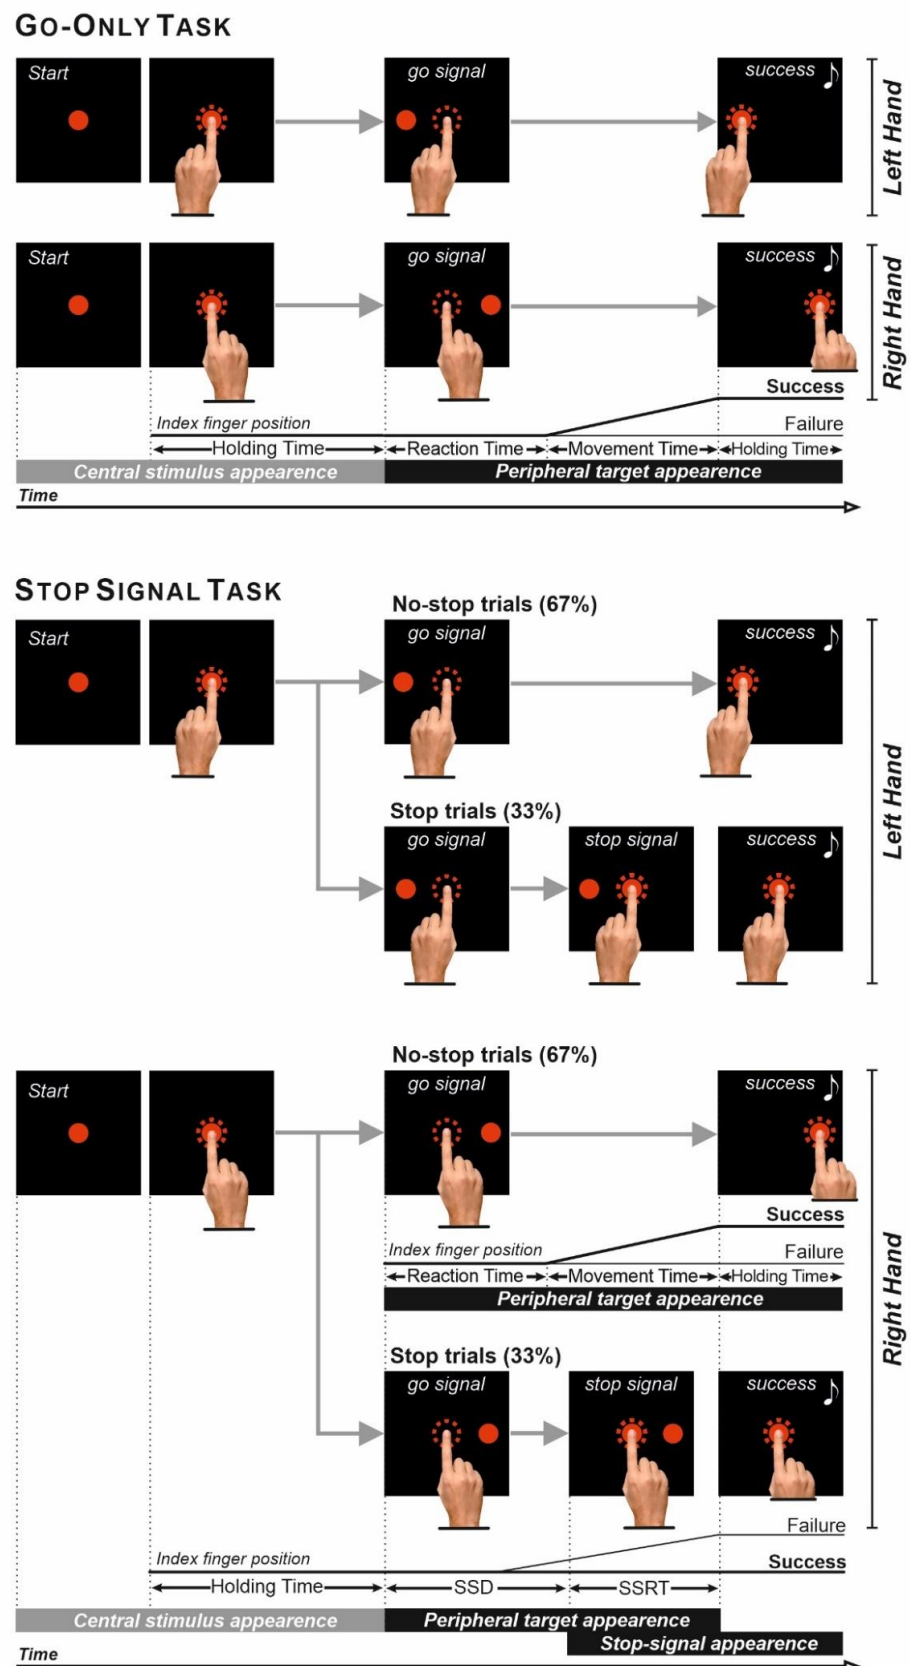 GO-ONLY TASK
Start
go signal
success
Left Hand
Start
go signal
success
Right Hand
Success
Index finger position
Failure
Holding Time
Reaction Time
Movement Time
Holding Time
Central stimulus appearence
Peripheral target appearence
Time
STOP SIGNAL TASK
No-stop trials (67%)
Start
go signal
success
Left Hand
Stop trials (33%)
go signal
stop signal
success
No-stop trials (67%)
Start
go signal
success
Success
Index finger position
Failure
Reaction Time
Movement Time
Holding Time
Peripheral target appearence
Right Hand
Stop trials (33%)
go signal
stop signal
success
Failure
Index finger position
Success
Holding Time
SSD
SSRT
Central stimulus appearence
Peripheral target appearence
Stop-signal appearence
Time